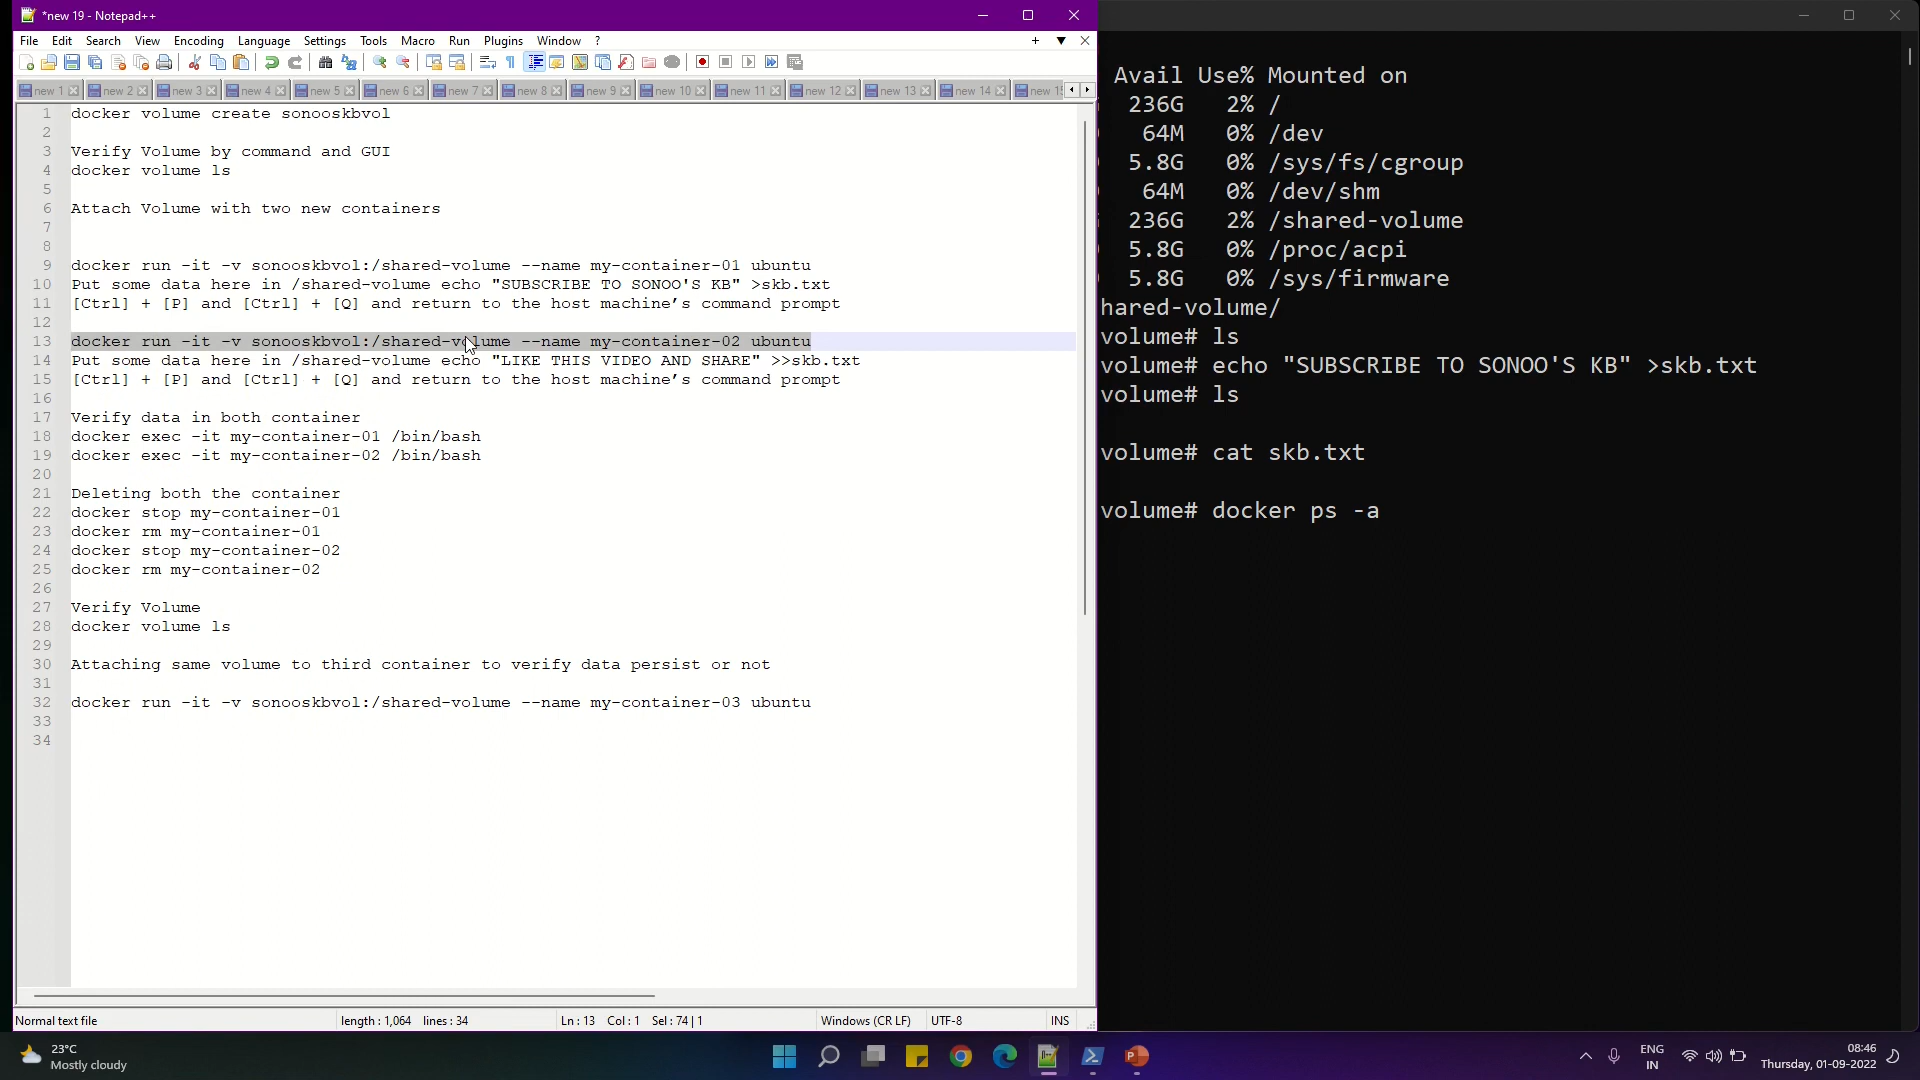 *new 19 - Notepad++
File Edit Search View Encoding Language Settings Tools Macro Run Plugins Window ?
new 1 new 2 new 3 new 4 new 5 new 6 new 7 new 8 new 9 new 10 new 11 new 12 new 13 new 14 new 15
1 docker volume create sonooskbvol
2
3 Verify Volume by command and GUI
4 docker volume ls
5
6 Attach Volume with two new containers
7
8
9 docker run -it -v sonooskbvol:/shared-volume --name my-container-01 ubuntu
10 Put some data here in /shared-volume echo "SUBSCRIBE TO SONOO'S KB" >skb.txt
11 [Ctrl] + [P] and [Ctrl] + [Q] and return to the host machine’s command prompt
12
13 docker run -it -v sonooskbvol:/shared-volume --name my-container-02 ubuntu
14 Put some data here in /shared-volume echo "LIKE THIS VIDEO AND SHARE" >>skb.txt
15 [Ctrl] + [P] and [Ctrl] + [Q] and return to the host machine’s command prompt
16
17 Verify data in both container
18 docker exec -it my-container-01 /bin/bash
19 docker exec -it my-container-02 /bin/bash
20
21 Deleting both the container
22 docker stop my-container-01
23 docker rm my-container-01
24 docker stop my-container-02
25 docker rm my-container-02
26
27 Verify Volume
28 docker volume ls
29
30 Attaching same volume to third container to verify data persist or not
31
32 docker run -it -v sonooskbvol:/shared-volume --name my-container-03 ubuntu
33
34
Normal text file length : 1,064 lines : 34 Ln : 13 Col : 1 Sel : 74 | 1 Windows (CR LF) UTF-8 INS
Avail Use% Mounted on
236G 2% /
64M 0% /dev
5.8G 0% /sys/fs/cgroup
64M 0% /dev/shm
236G 2% /shared-volume
5.8G 0% /proc/acpi
5.8G 0% /sys/firmware
hared-volume/
volume# ls
volume# echo "SUBSCRIBE TO SONOO'S KB" >skb.txt
volume# ls
volume# cat skb.txt
volume# docker ps -a
23°C
Mostly cloudy
ENG
IN
08:46
Thursday, 01-09-2022